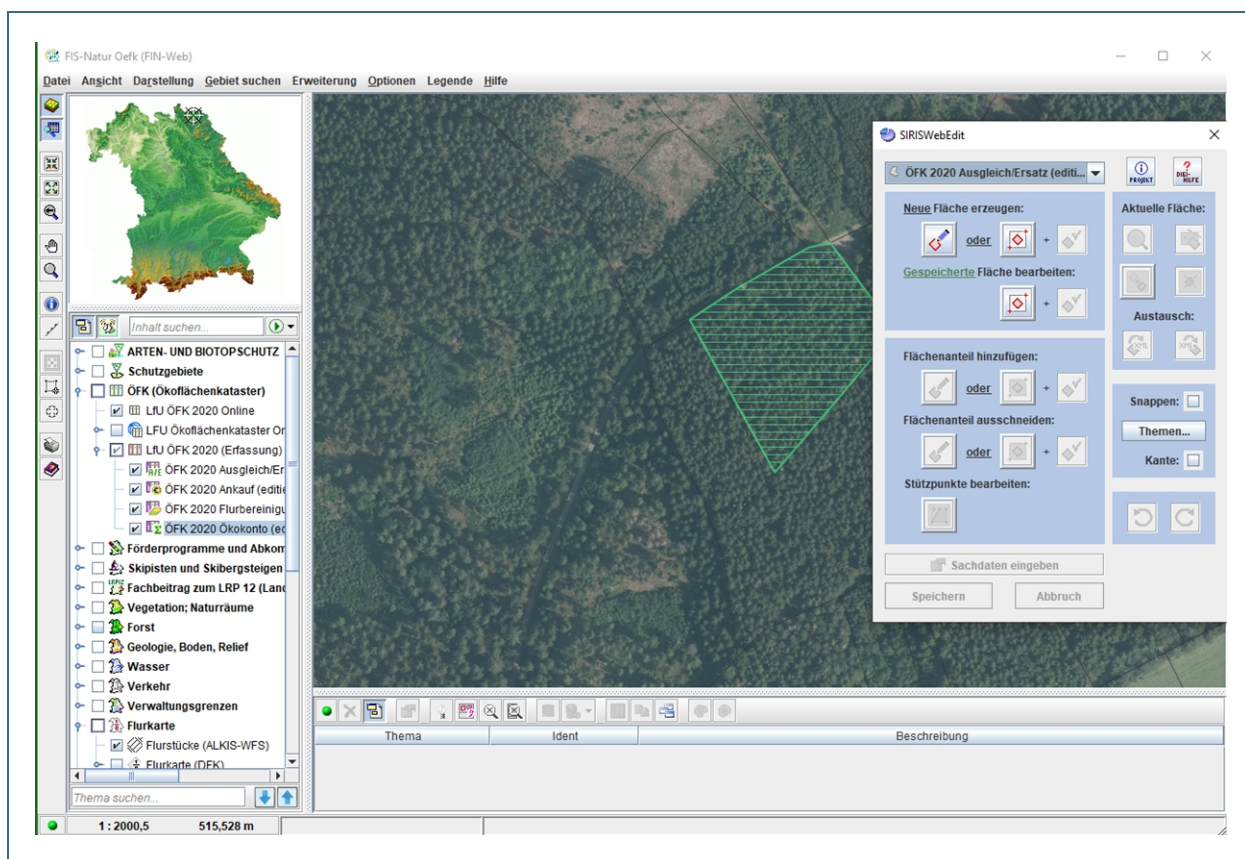 FIS-Natur Oefk (FIN-Web)
Datei Ansicht Darstellung Gebiet suchen Erweiterung Optionen Legende Hilfe
Inhalt suchen...
ARTEN- UND BIOTOPSCHUTZ
Schutzgebiete
ÖFK (Ökoflächenkataster)
LfU ÖFK 2020 Online
LFU Ökoflächenkataster Or
LfU ÖFK 2020 (Erfassung)
ÖFK 2020 Ausgleich/Er
ÖFK 2020 Ankauf (editie
ÖFK 2020 Flurbereinigu
ÖFK 2020 Ökokonto (ed
Förderprogramme und Abkom
Skipisten und Skibergsteigen
Fachbeitrag zum LRP 12 (Land
Vegetation; Naturräume
Forst
Geologie, Boden, Relief
Wasser
Verkehr
Verwaltungsgrenzen
Flurkarte
Flurstücke (ALKIS-WFS)
Flurkarte (DFK)
Thema suchen...
1 : 2000,5 515,528 m
SIRISWebEdit
ÖFK 2020 Ausgleich/Ersatz (editi...
PROJEKT
DIGI-HILFE
Neue Fläche erzeugen:
oder +
Gespeicherte Fläche bearbeiten:
+
Flächenanteil hinzufügen:
oder +
Flächenanteil ausschneiden:
oder +
Stützpunkte bearbeiten:
Aktuelle Fläche:
Austausch:
XML XML
Snappen:
Themen...
Kante:
Sachdaten eingeben
Speichern Abbruch
Thema Ident Beschreibung